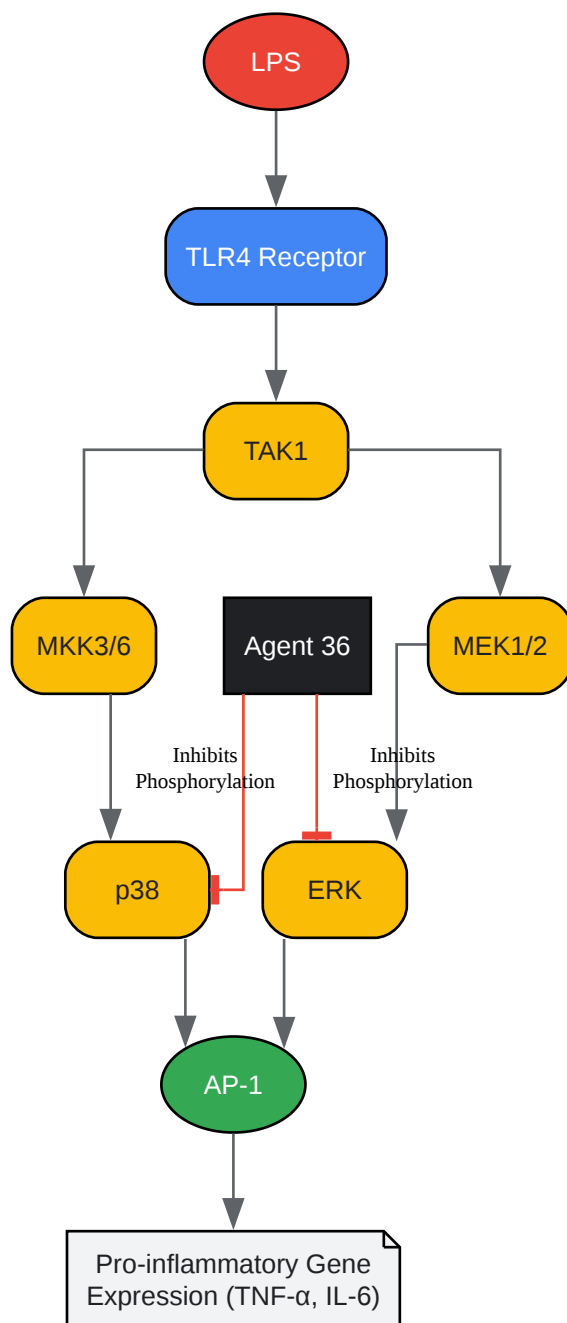 LPS
TLR4 Receptor
TAK1
MKK3/6
Agent 36
MEK1/2
Inhibits
Phosphorylation
Inhibits
Phosphorylation
p38
ERK
AP-1
Pro-inflammatory Gene
Expression (TNF-α, IL-6)